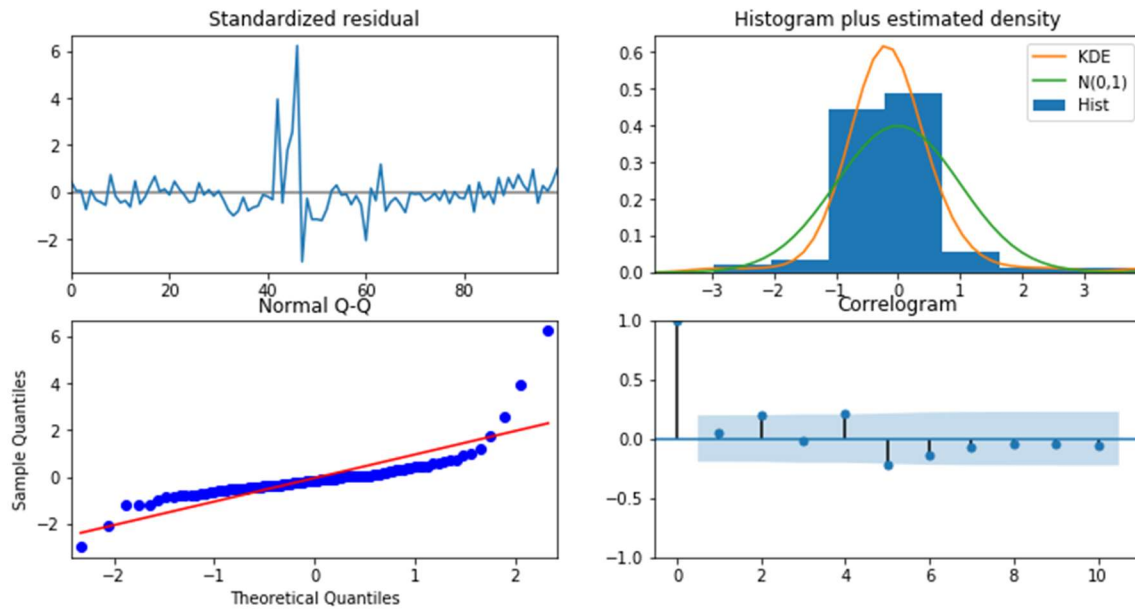 Standardized residual
6
4
2
0
−2
0 20 40 60 80
Histogram plus estimated density
KDE
N(0,1)
Hist
0.6
0.5
0.4
0.3
0.2
0.1
0.0
−3 −2 −1 0 1 2 3
Normal Q-Q
Sample Quantiles
6
4
2
0
−2
−2 −1 0 1 2
Theoretical Quantiles
Correlogram
1.0
0.5
0.0
−0.5
−1.0
0 2 4 6 8 10